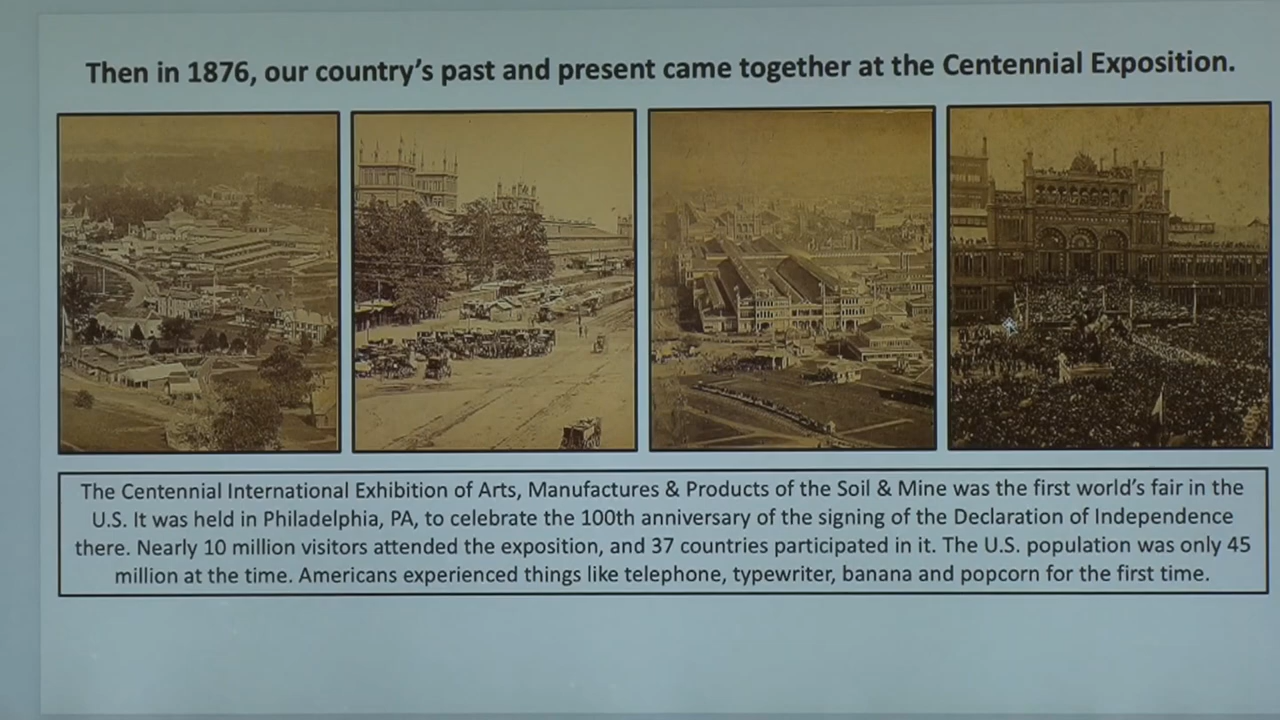 Then in 1876, our country's past and present came together at the Centennial Exposition.
The Centennial International Exhibition of Arts, Manufactures & Products of the Soil & Mine was the first world's fair in the
U.S. It was held in Philadelphia, PA, to celebrate the 100th anniversary of the signing of the Declaration of Independence
there. Nearly 10 million visitors attended the exposition, and 37 countries participated in it. The U.S. population was only 45
million at the time. Americans experienced things like telephone, typewriter, banana and popcorn for the first time.